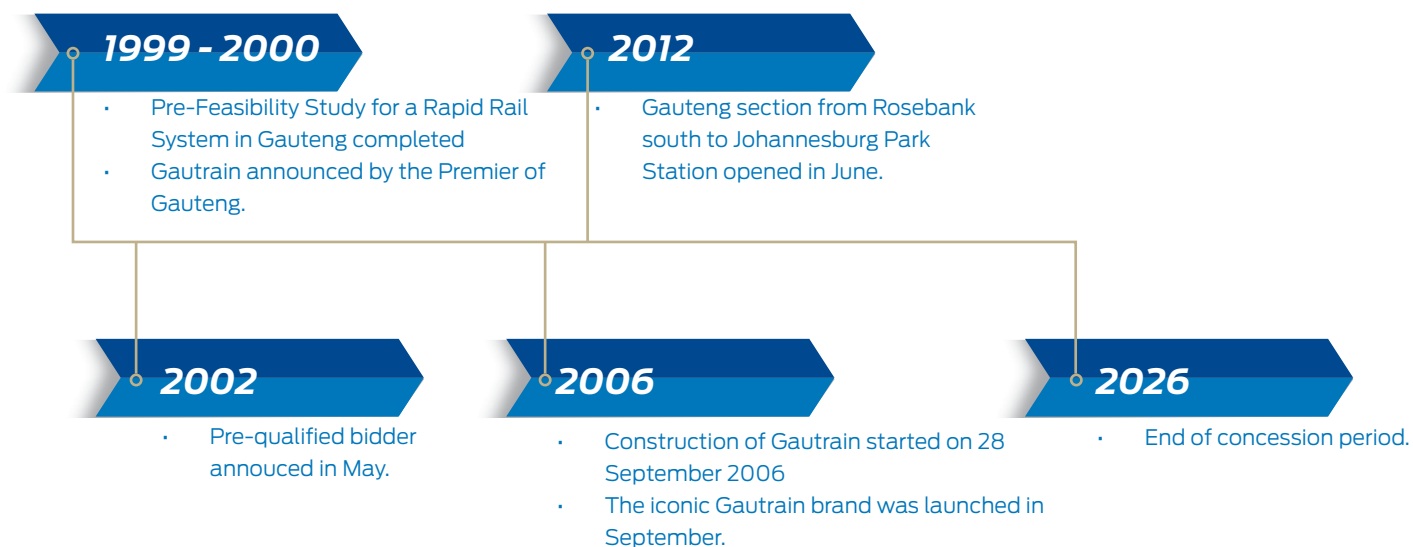 1999 - 2000
• Pre-Feasibility Study for a Rapid Rail
System in Gauteng completed
• Gautrain announced by the Premier of
Gauteng.
2012
• Gauteng section from Rosebank
south to Johannesburg Park
Station opened in June.
2002
• Pre-qualified bidder
annouced in May.
2006
• Construction of Gautrain started on 28
September 2006
• The iconic Gautrain brand was launched in
September.
2026
• End of concession period.